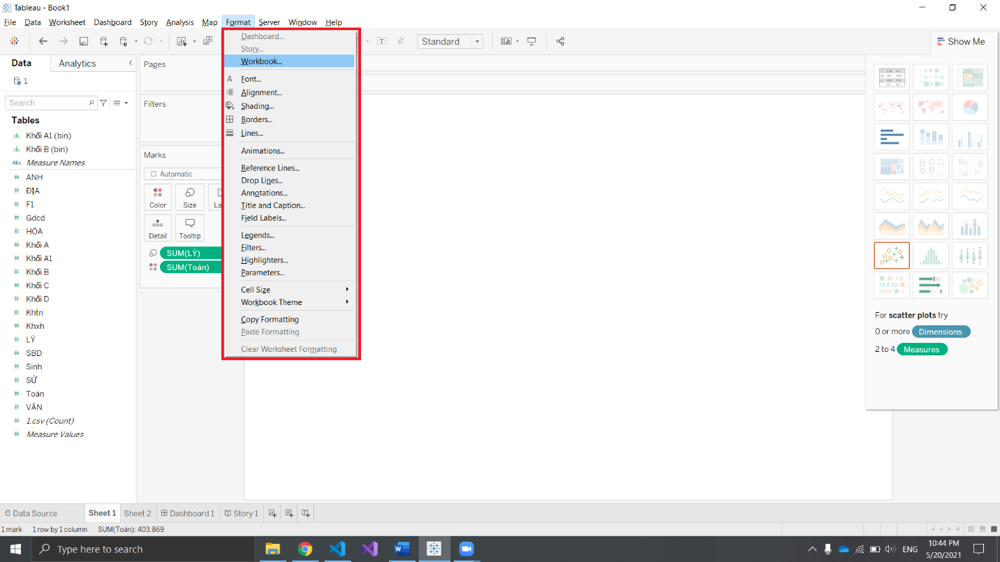 Tableau - Book1
File Data Worksheet Dashboard Story Analysis Map Format Server Window Help
Standard
Show Me
Data Analytics
1
Search
Tables
Khối A1 (bin)
Khối B (bin)
Abc Measure Names
ANH
ĐỊA
F1
Gdcd
HÓA
Khối A
Khối A1
Khối B
Khối C
Khối D
Khtn
Khxh
LÝ
SBD
Sinh
SỬ
Toán
VĂN
1.csv (Count)
Measure Values
Pages
Filters
Marks
Automatic
Color Size
Detail Tooltip
SUM(LÝ)
SUM(Toán)
Dashboard...
Story...
Workbook...
A Font...
Alignment...
Shading...
Borders...
Lines...
Animations...
Reference Lines...
Drop Lines...
Annotations...
Title and Caption...
Field Labels...
Legends...
Filters...
Highlighters...
Parameters...
Cell Size
Workbook Theme
Copy Formatting
Paste Formatting
Clear Worksheet Formatting
For scatter plots try
0 or more Dimensions
2 to 4 Measures
Data Source Sheet 1 Sheet 2 Dashboard 1 Story 1
1 mark 1 row by 1 column SUM(Toán): 403.869
Type here to search
ENG
10:44 PM
5/20/2021